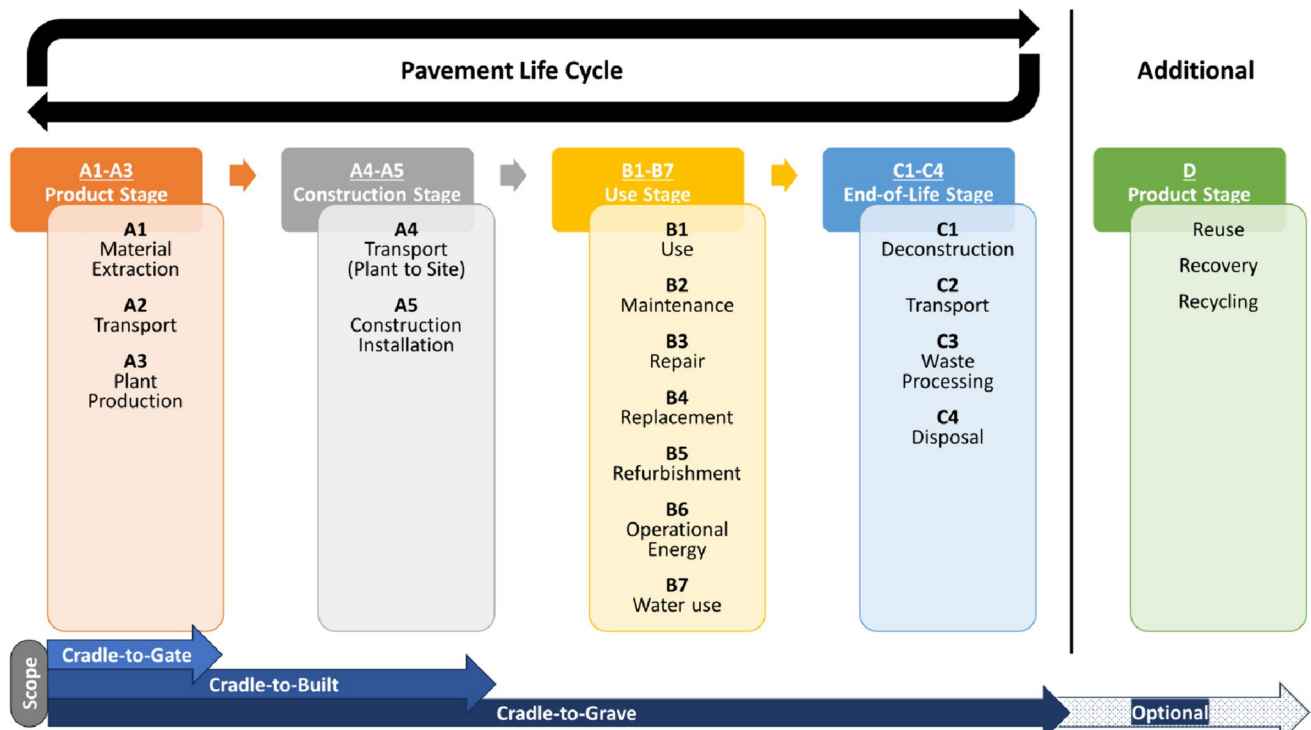 Pavement Life Cycle
Additional
A1-A3
Product Stage
A1
Material
Extraction
A2
Transport
A3
Plant
Production
A4-A5
Construction Stage
A4
Transport
(Plant to Site)
A5
Construction
Installation
B1-B7
Use Stage
B1
Use
B2
Maintenance
B3
Repair
B4
Replacement
B5
Refurbishment
B6
Operational
Energy
B7
Water use
C1-C4
End-of-Life Stage
C1
Deconstruction
C2
Transport
C3
Waste
Processing
C4
Disposal
D
Product Stage
Reuse
Recovery
Recycling
Scope
Cradle-to-Gate
Cradle-to-Built
Cradle-to-Grave
Optional